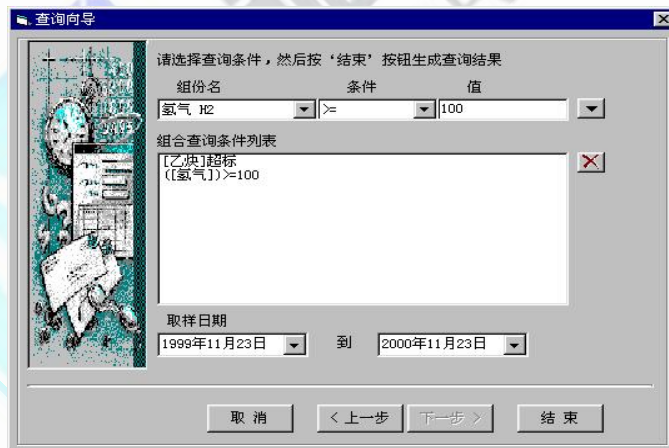 查询向导
请选择查询条件，然后按‘结束’按钮生成查询结果
组份名 条件 值
氢气 H2 >= 100
组合查询条件列表
[乙炔]超标
([氢气])>=100
取样日期
1999年11月23日 到 2000年11月23日
取 消 < 上一步 下一步 > 结 束